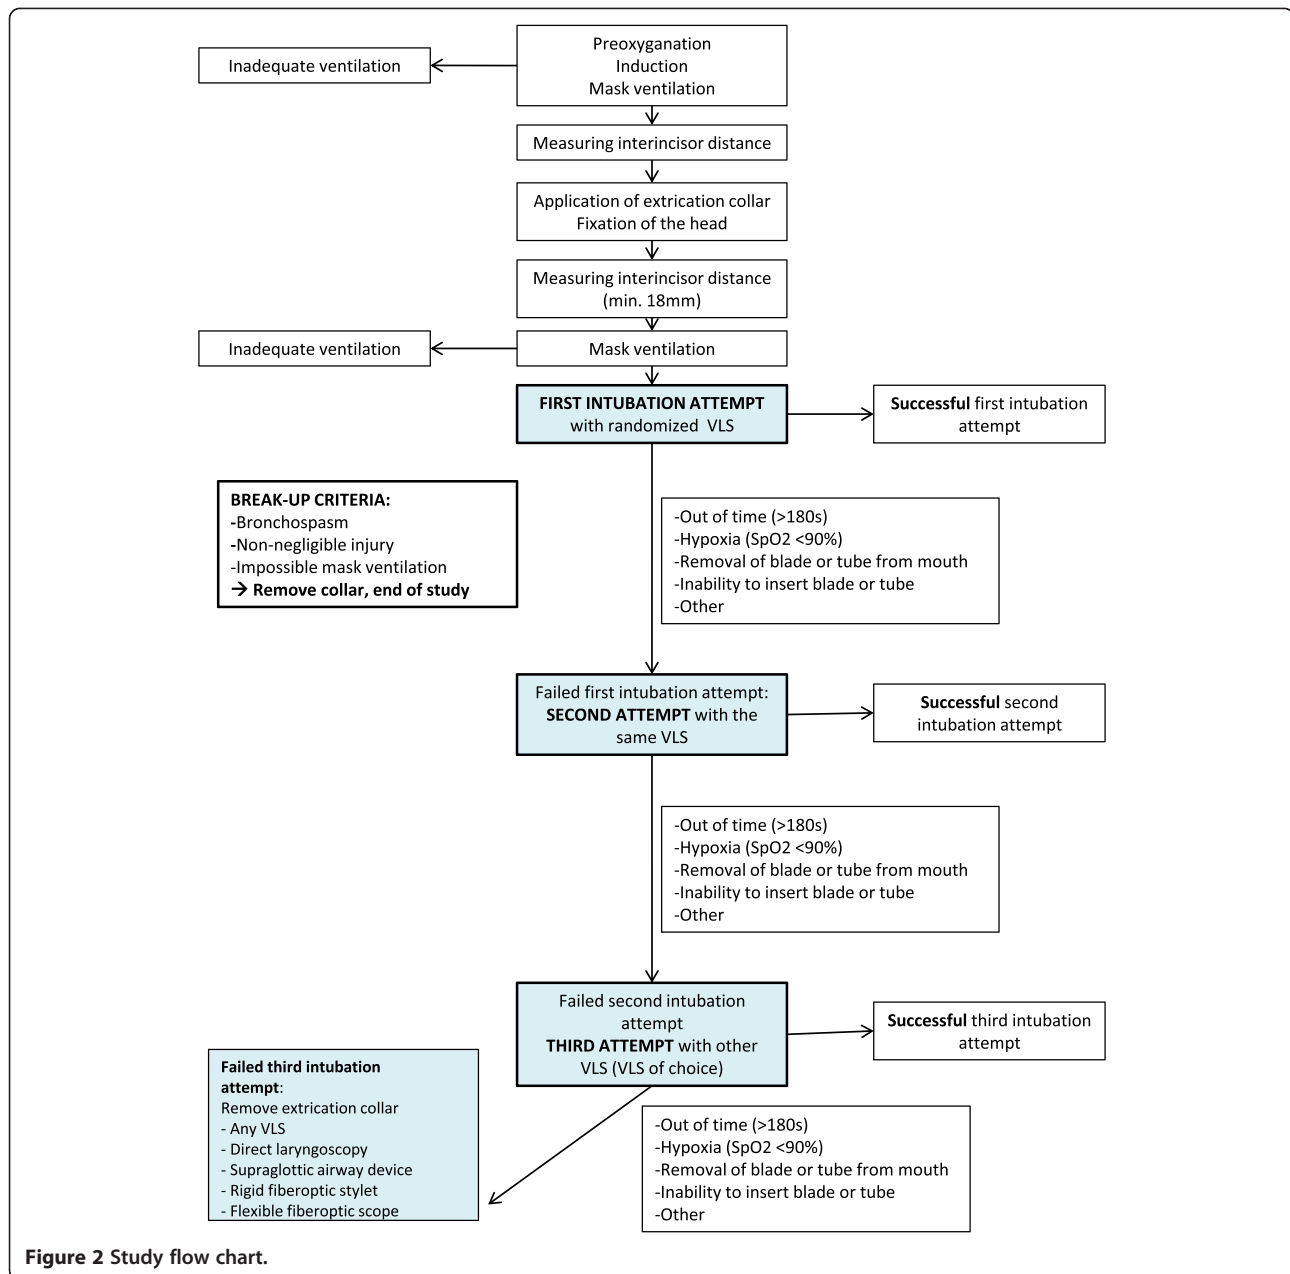 Preoxyganation
Induction
Mask ventilation
Inadequate ventilation
Measuring interincisor distance
Application of extrication collar
Fixation of the head
Measuring interincisor distance
(min. 18mm)
Inadequate ventilation
Mask ventilation
FIRST INTUBATION ATTEMPT
with randomized VLS
Successful first intubation
attempt
BREAK-UP CRITERIA:
-Bronchospasm
-Non-negligible injury
-Impossible mask ventilation
→ Remove collar, end of study
-Out of time (>180s)
-Hypoxia (SpO2 <90%)
-Removal of blade or tube from mouth
-Inability to insert blade or tube
-Other
Failed first intubation attempt:
SECOND ATTEMPT with the
same VLS
Successful second
intubation attempt
-Out of time (>180s)
-Hypoxia (SpO2 <90%)
-Removal of blade or tube from mouth
-Inability to insert blade or tube
-Other
Failed second intubation
attempt
THIRD ATTEMPT with other
VLS (VLS of choice)
Successful third intubation
attempt
Failed third intubation
attempt:
Remove extrication collar
- Any VLS
- Direct laryngoscopy
- Supraglottic airway device
- Rigid fiberoptic stylet
- Flexible fiberoptic scope
-Out of time (>180s)
-Hypoxia (SpO2 <90%)
-Removal of blade or tube from mouth
-Inability to insert blade or tube
-Other
Figure 2 Study flow chart.